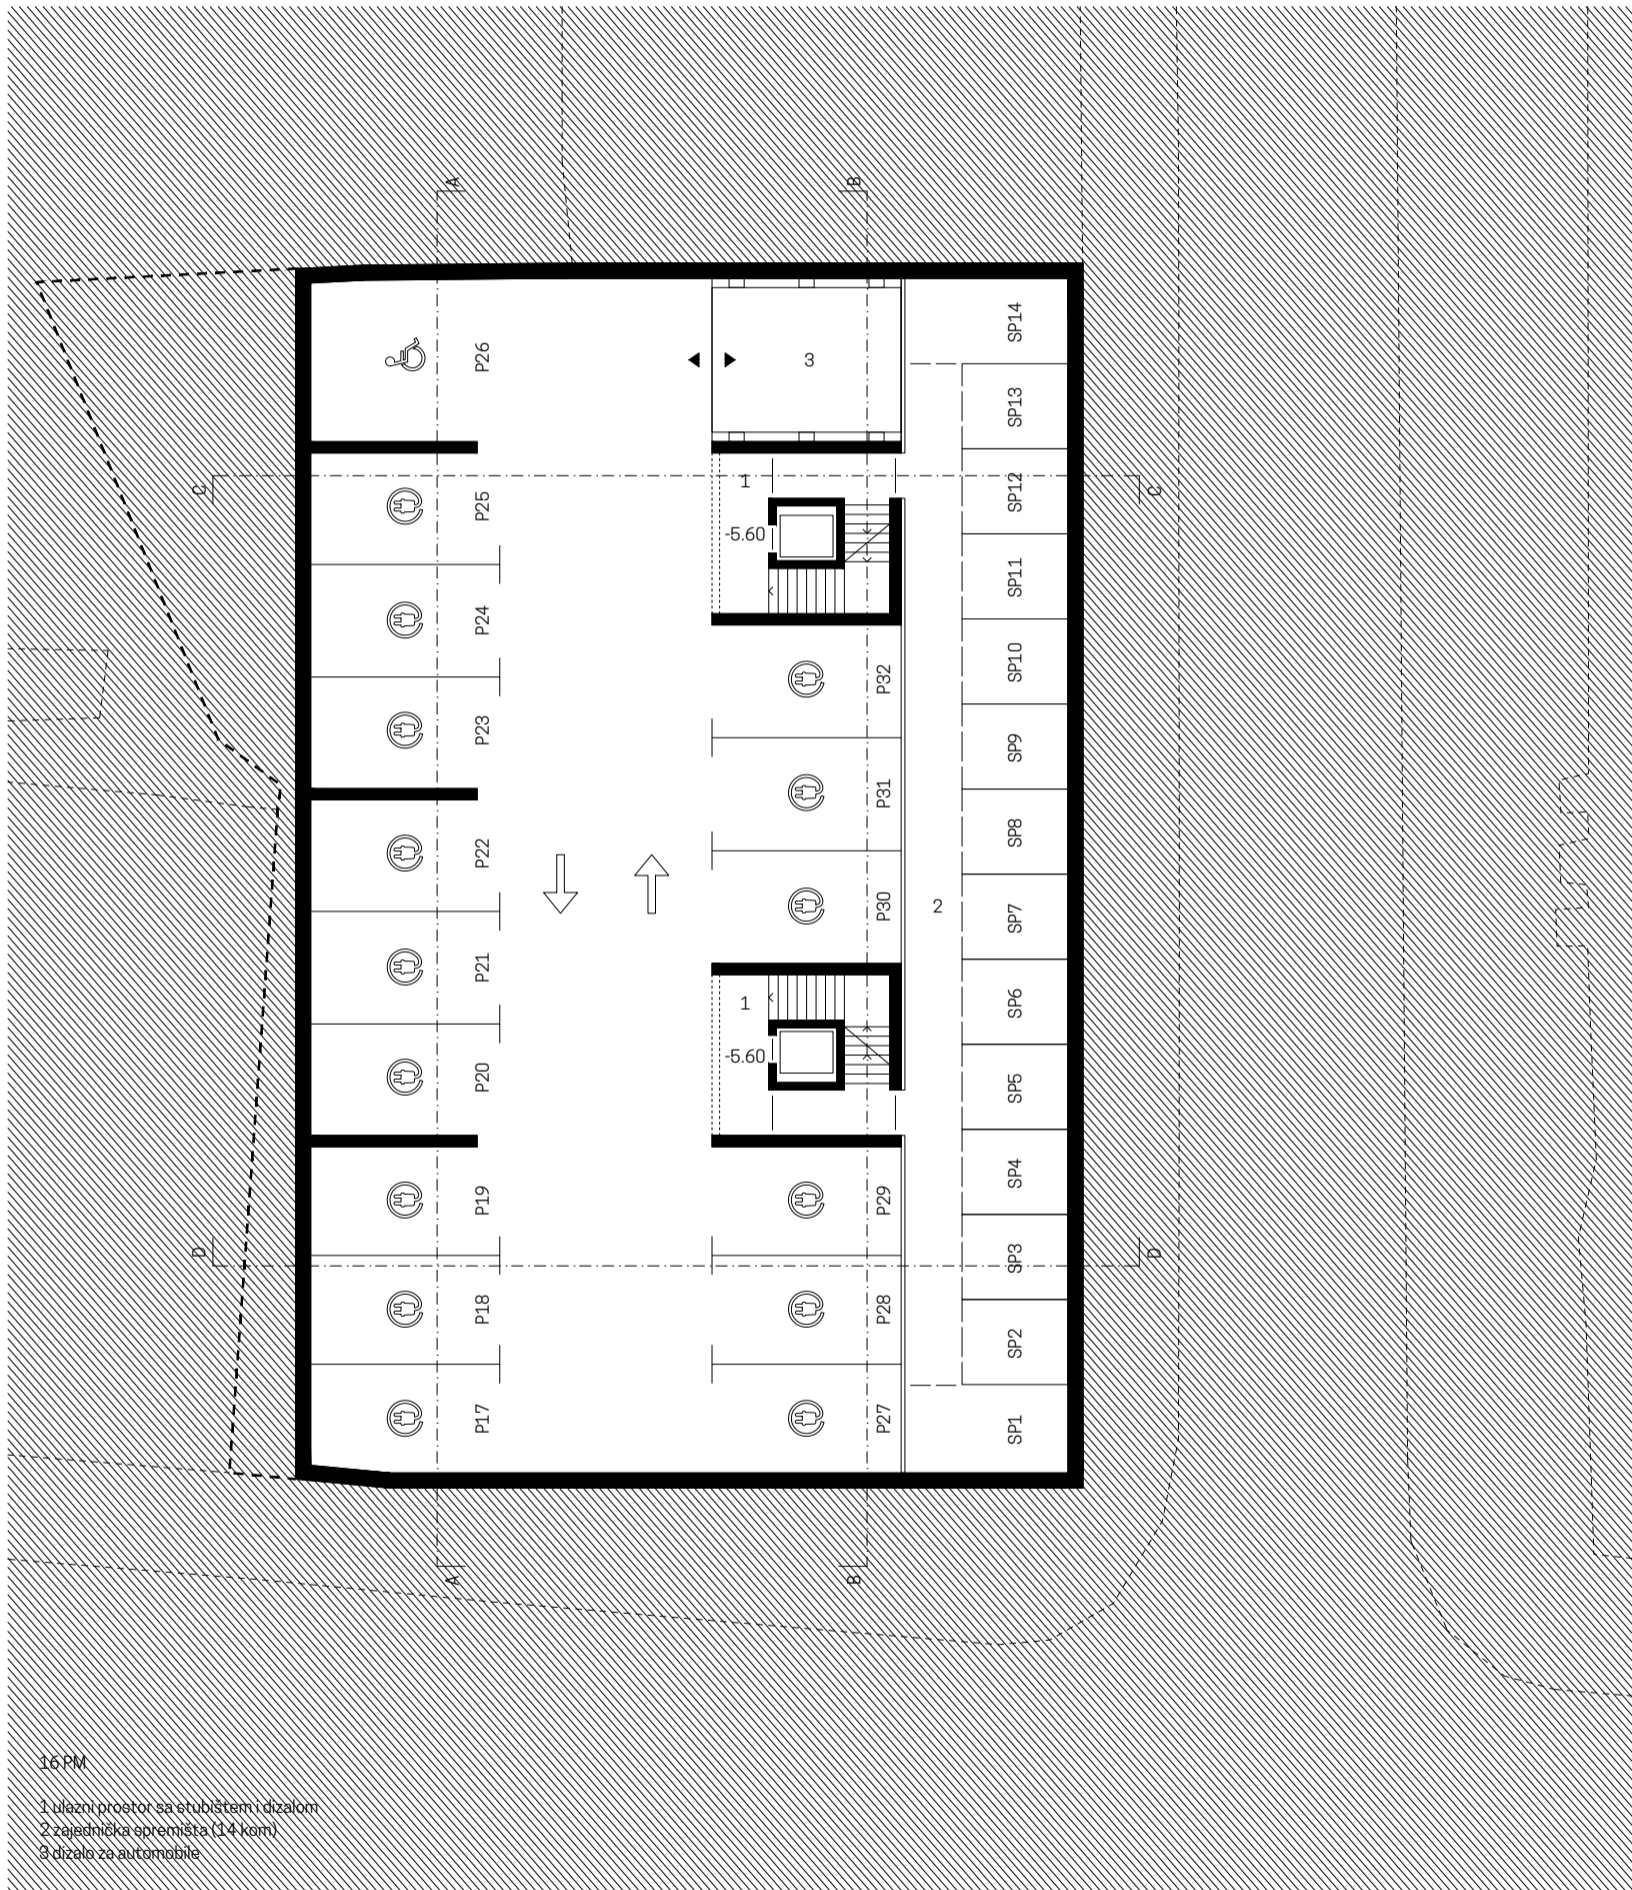 A
B
P26
3
SP14
SP13
C
P25
1
-5.60
SP12
C
SP11
P24
SP10
P32
P23
SP9
P31
P22
SP8
P30
2
SP7
P21
1
SP6
-5.60
P20
SP5
P19
P29
SP4
D
SP3
D
P18
P28
SP2
P17
P27
SP1
A
B
16 PM
1 ulazni prostor sa stubištem i dizalom
2 zajednička spremišta (14 kom)
3 dizalo za automobile